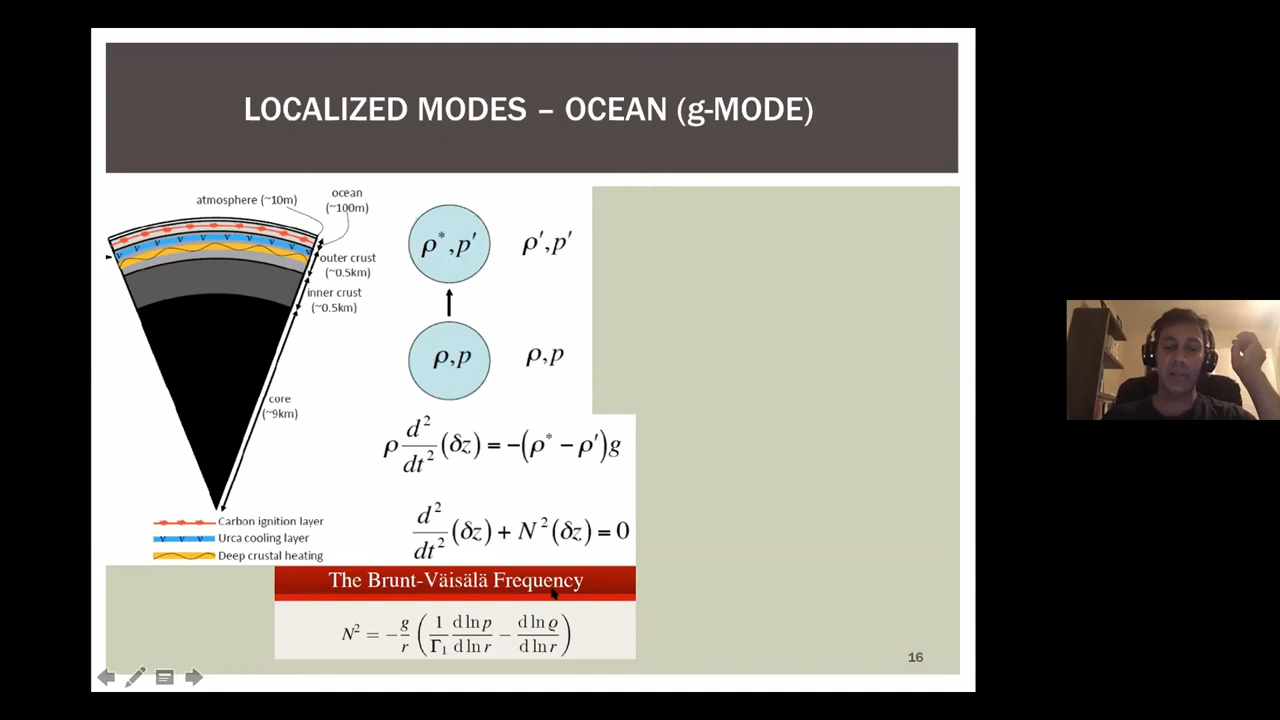 LOCALIZED MODES – OCEAN (g-MODE)
atmosphere (~10m)
ocean
(~100m)
outer crust
(~0.5km)
inner crust
(~0.5km)
core
(~9km)
Carbon ignition layer
Urca cooling layer
Deep crustal heating
ρ*, p′ ρ′, p′
ρ, p ρ, p
ρ d²/dt² (δz) = −(ρ* − ρ′)g
d²/dt² (δz) + N²(δz) = 0
The Brunt-Väisälä Frequency
N² = −g/r (1/Γ₁ d ln p/d ln r − d ln ϱ/d ln r)
16